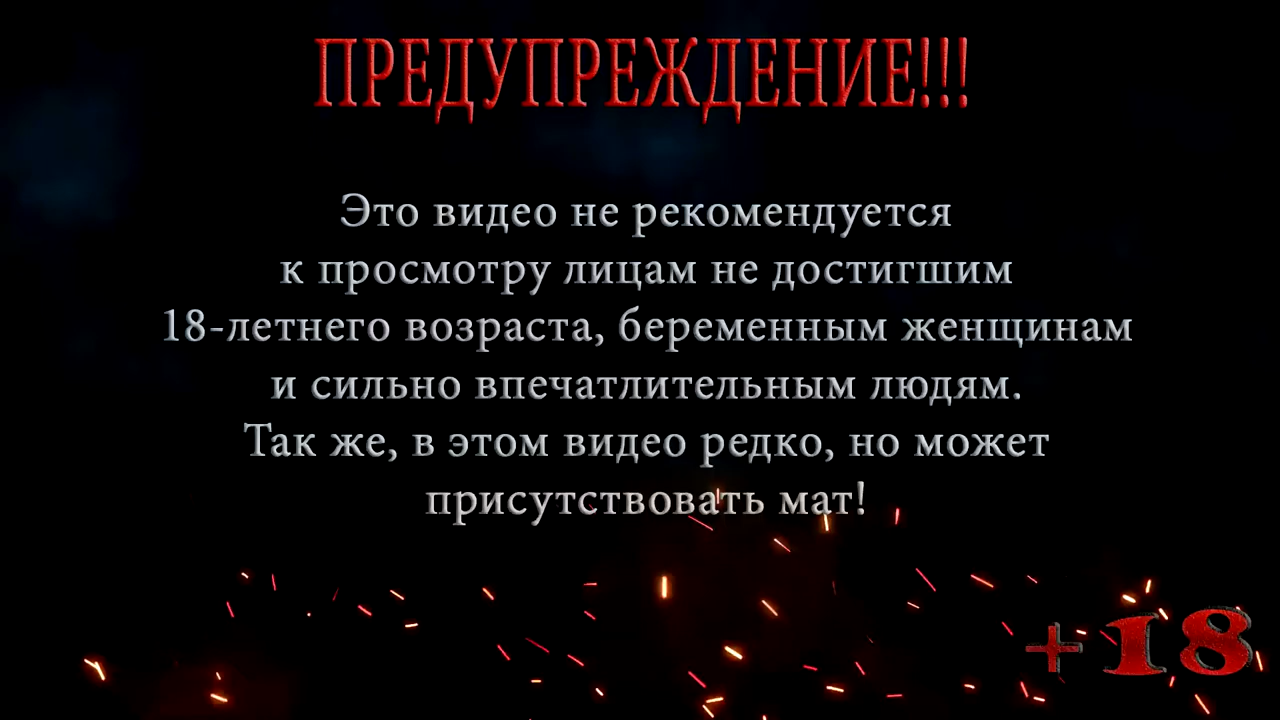 ПРЕДУПРЕЖДЕНИЕ!!!
Это видео не рекомендуется
к просмотру лицам не достигшим
18-летнего возраста, беременным женщинам
и сильно впечатлительным людям.
Так же, в этом видео редко, но может
присутствовать мат!
+18